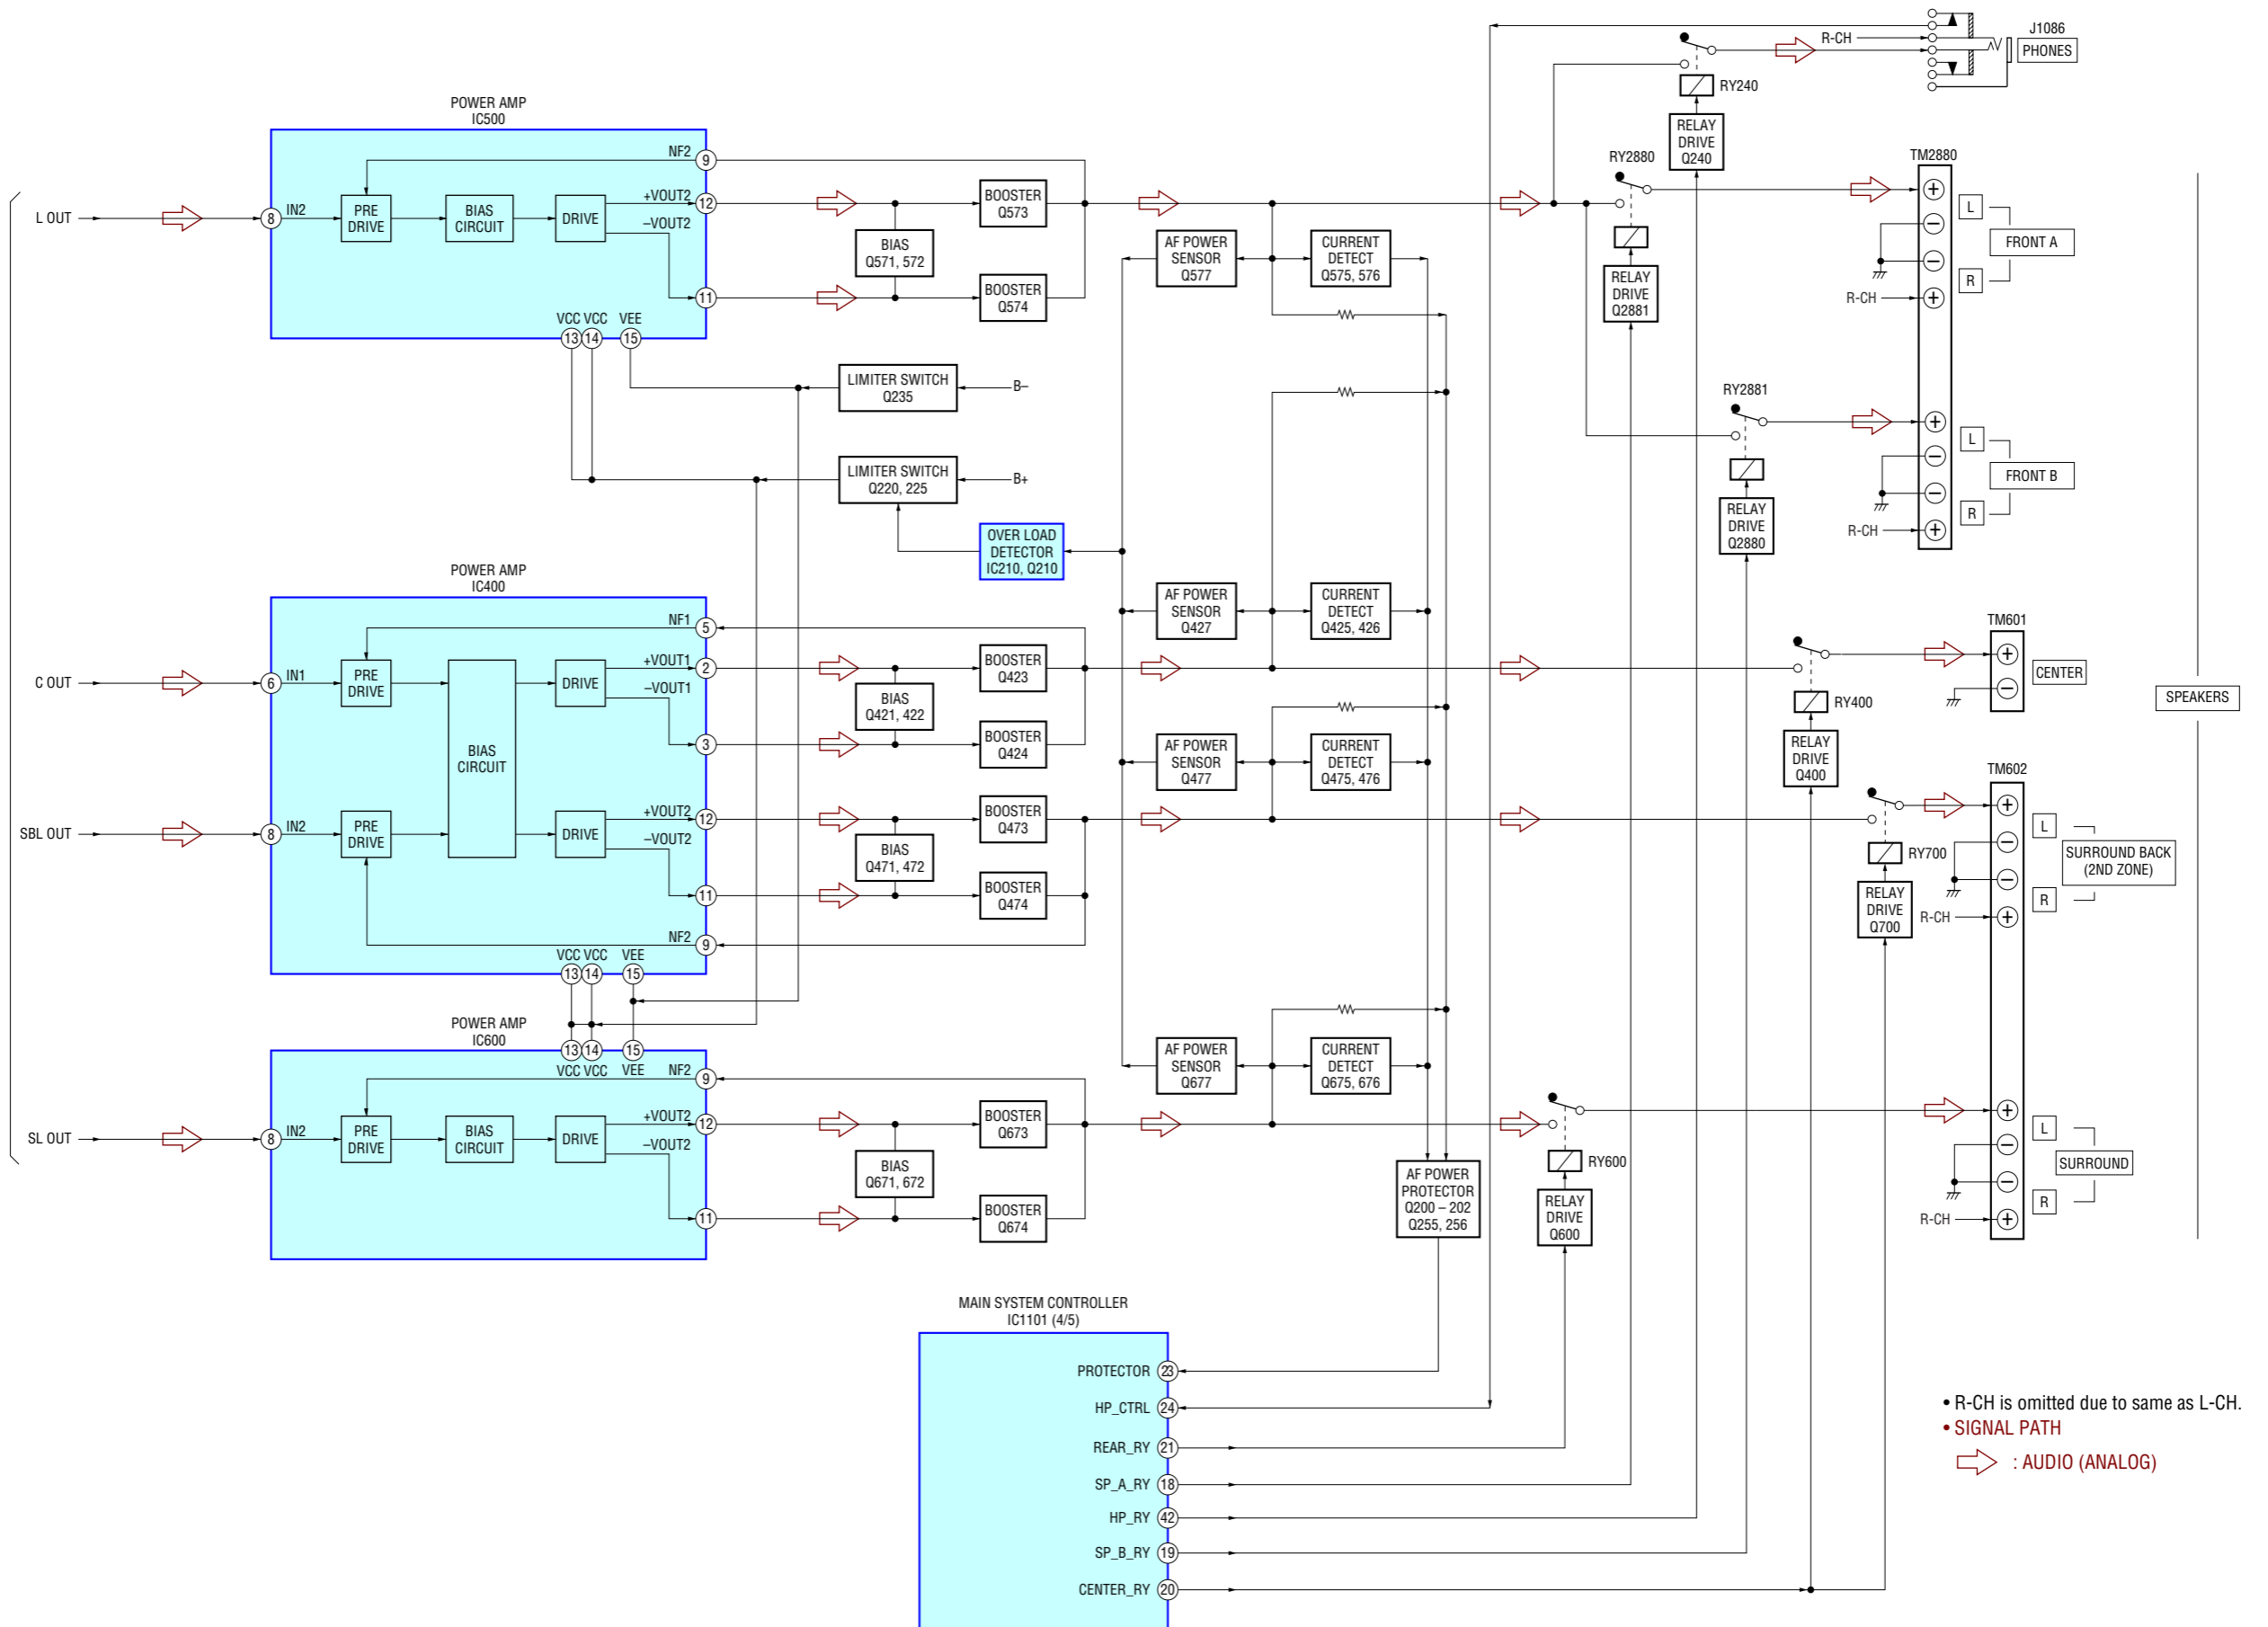 J1086
PHONES
R-CH
RY240
RELAY
DRIVE
Q240
POWER AMP
IC500
NF2
9
L OUT
8
IN2
PRE
DRIVE
BIAS
CIRCUIT
DRIVE
+VOUT2
12
–VOUT2
11
VCC VCC VEE
13 14 15
BIAS
Q571, 572
BOOSTER
Q573
BOOSTER
Q574
AF POWER
SENSOR
Q577
CURRENT
DETECT
Q575, 576
RY2880
RELAY
DRIVE
Q2881
TM2880
+
L
–
FRONT A
–
R
R-CH
+
LIMITER SWITCH
Q235
B–
LIMITER SWITCH
Q220, 225
B+
OVER LOAD
DETECTOR
IC210, Q210
RY2881
RELAY
DRIVE
Q2880
+
L
–
FRONT B
–
R
R-CH
+
POWER AMP
IC400
NF1
5
C OUT
6
IN1
PRE
DRIVE
BIAS
CIRCUIT
DRIVE
+VOUT1
2
–VOUT1
3
BIAS
Q421, 422
BOOSTER
Q423
BOOSTER
Q424
AF POWER
SENSOR
Q427
CURRENT
DETECT
Q425, 426
RY400
RELAY
DRIVE
Q400
TM601
+
–
CENTER
SPEAKERS
SBL OUT
8
IN2
PRE
DRIVE
DRIVE
+VOUT2
12
–VOUT2
11
NF2
9
VCC VCC VEE
13 14 15
BIAS
Q471, 472
BOOSTER
Q473
BOOSTER
Q474
AF POWER
SENSOR
Q477
CURRENT
DETECT
Q475, 476
RY700
RELAY
DRIVE
Q700
TM602
+
L
–
SURROUND BACK
(2ND ZONE)
–
R
R-CH
+
POWER AMP
IC600
13 14 15
VCC VCC VEE
NF2
9
SL OUT
8
IN2
PRE
DRIVE
BIAS
CIRCUIT
DRIVE
+VOUT2
12
–VOUT2
11
BIAS
Q671, 672
BOOSTER
Q673
BOOSTER
Q674
AF POWER
SENSOR
Q677
CURRENT
DETECT
Q675, 676
AF POWER
PROTECTOR
Q200 – 202
Q255, 256
RY600
RELAY
DRIVE
Q600
+
L
–
SURROUND
–
R
R-CH
+
MAIN SYSTEM CONTROLLER
IC1101 (4/5)
PROTECTOR 23
HP_CTRL 24
REAR_RY 21
SP_A_RY 18
HP_RY 42
SP_B_RY 19
CENTER_RY 20
• R-CH is omitted due to same as L-CH.
• SIGNAL PATH
: AUDIO (ANALOG)